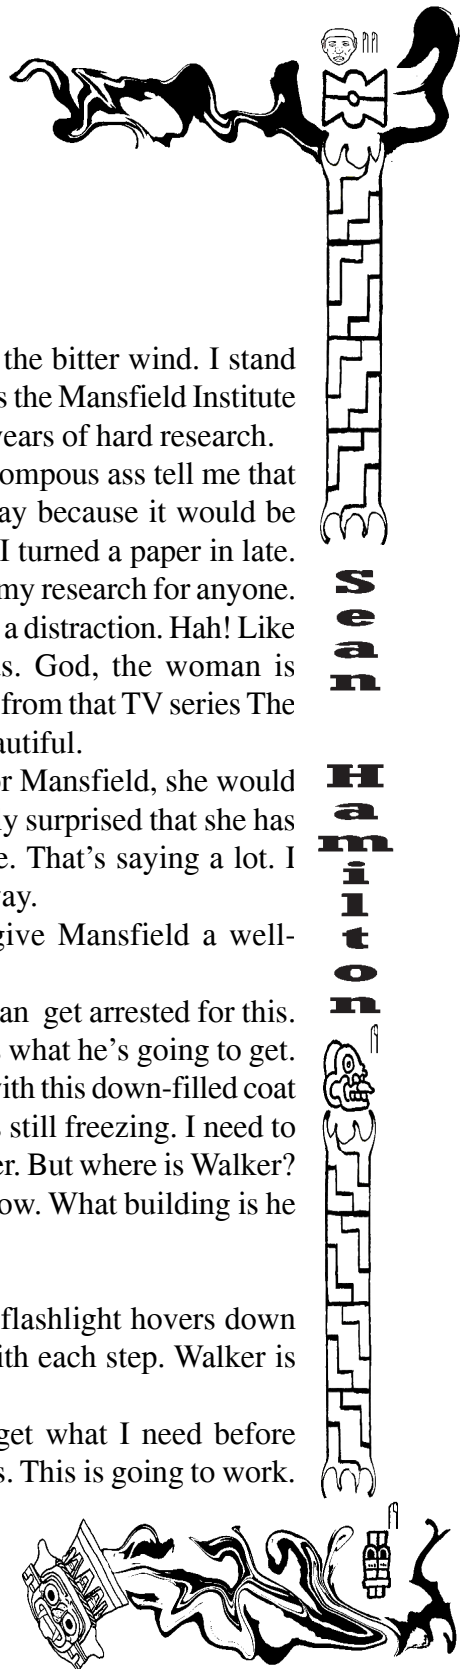 the bitter wind. I stand
s the Mansfield Institute
years of hard research.
ompous ass tell me that
ay because it would be
I turned a paper in late.
my research for anyone.
a distraction. Hah! Like
s. God, the woman is
from that TV series The
autiful.
or Mansfield, she would
ly surprised that she has
e. That’s saying a lot. I
ay.
give Mansfield a well-
an get arrested for this.
what he’s going to get.
with this down-filled coat
s still freezing. I need to
er. But where is Walker?
ow. What building is he
flashlight hovers down
ith each step. Walker is
get what I need before
s. This is going to work.
Sean Hamilton